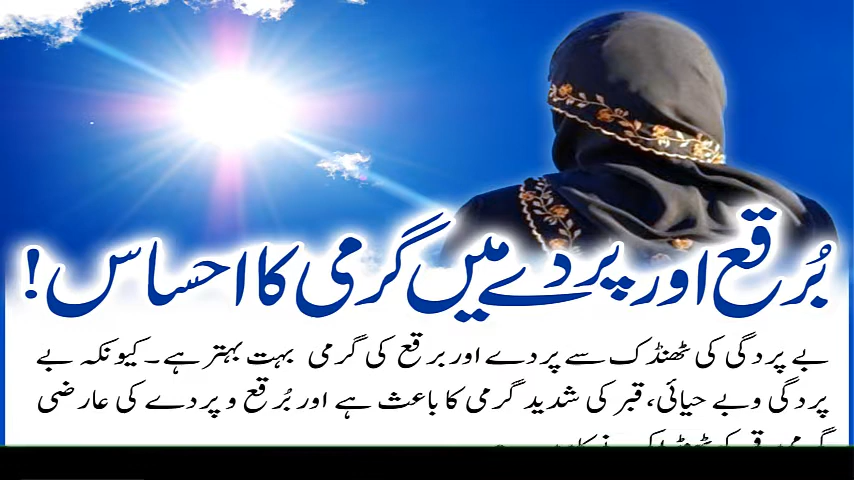 بُرقع اور پردے میں گرمی کا احساس!
بے پردگی کی ٹھنڈک سے پردے اور برقع کی گرمی بہت بہتر ہے۔ کیونکہ بے
پردگی وبے حیائی، قبر کی شدید گرمی کا باعث ہے اور بُرقع و پردے کی عارضی